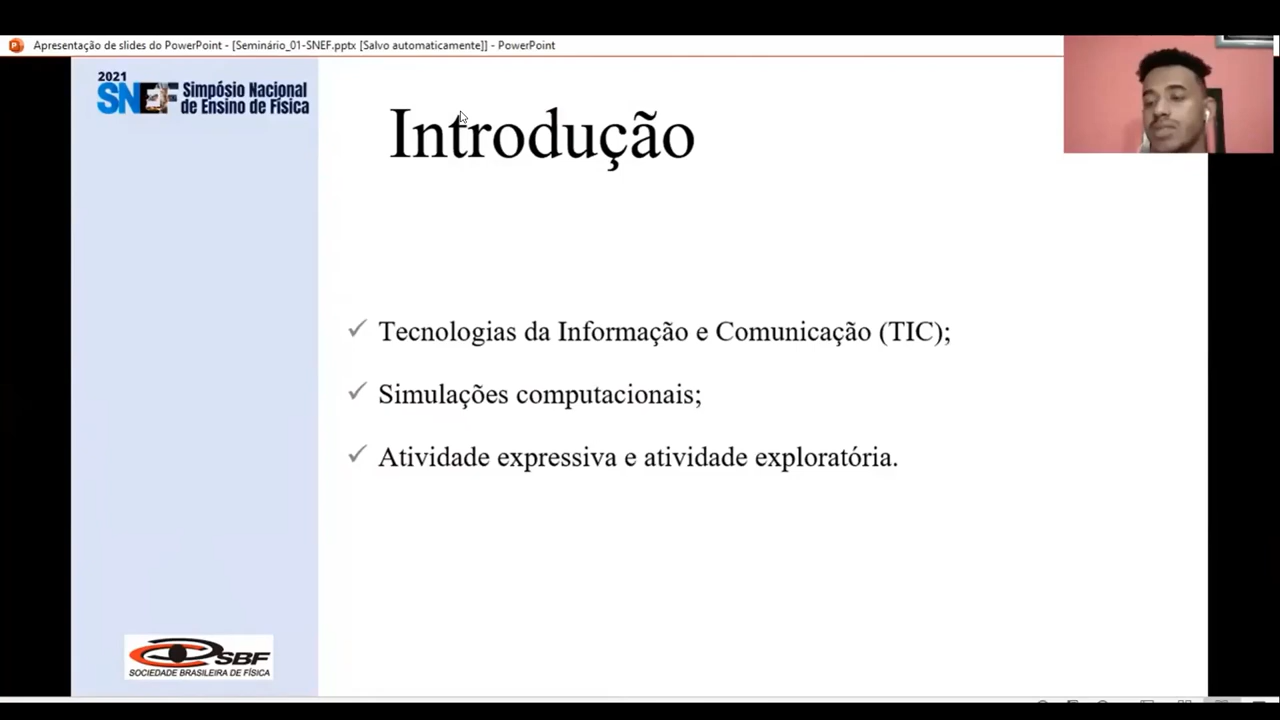 Apresentação de slides do PowerPoint - [Seminário_01-SNEF.pptx [Salvo automaticamente]] - PowerPoint
2021
SNEF Simpósio Nacional
de Ensino de Física
Introdução
Tecnologias da Informação e Comunicação (TIC);
Simulações computacionais;
Atividade expressiva e atividade exploratória.
SBF
SOCIEDADE BRASILEIRA DE FÍSICA